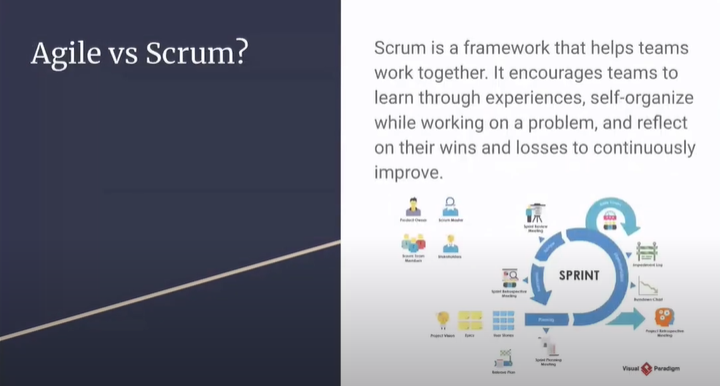 Agile vs Scrum?
Scrum is a framework that helps teams
work together. It encourages teams to
learn through experiences, self-organize
while working on a problem, and reflect
on their wins and losses to continuously
improve.
Product Owner
Scrum Master
Scrum Team
Members
Stakeholders
Sprint Review
Meeting
SPRINT
Impediment Log
Sprint Retrospective
Meeting
Burndown Chart
Project Vision
Epics
User Stories
Planning
Project Retrospective
Meeting
Sprint Planning
Meeting
Release Plan
Visual Paradigm